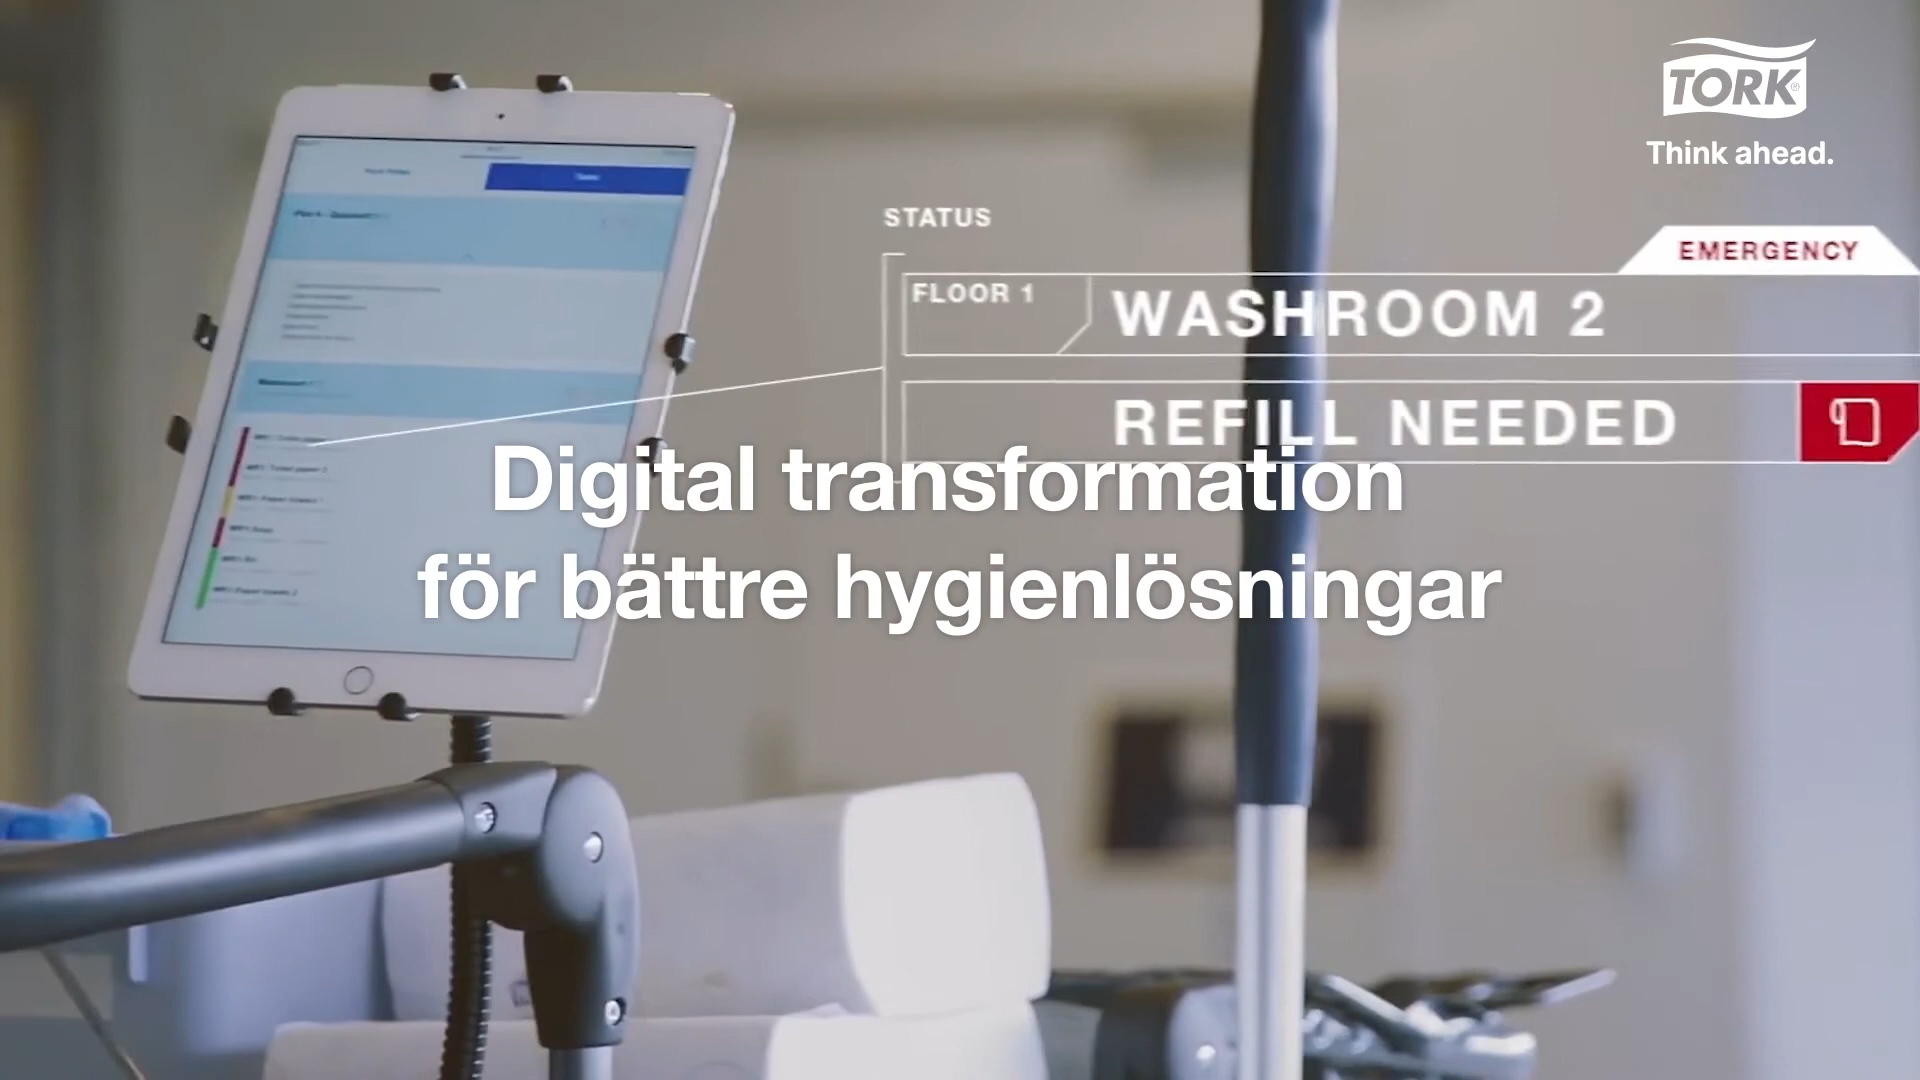 TORK®
Think ahead.
STATUS
EMERGENCY
FLOOR 1
WASHROOM 2
REFILL NEEDED
Digital transformation
för bättre hygienlösningar